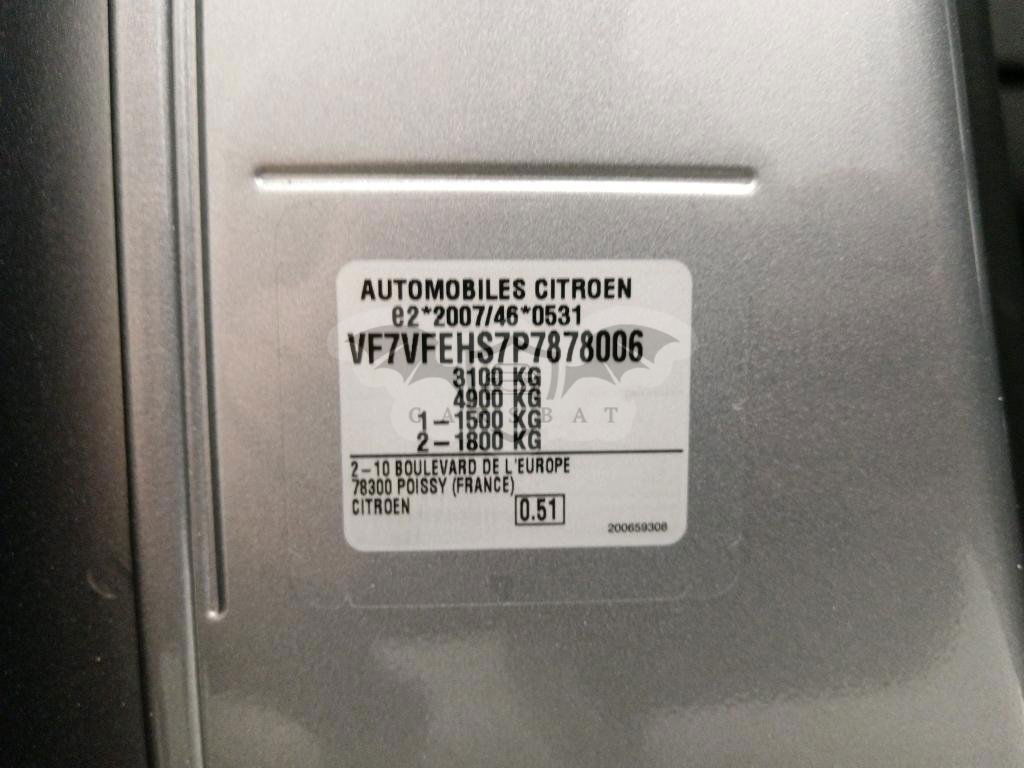 AUTOMOBILES CITROEN
e2*2007/46*0531
VF7VFEHS7P7878006
3100 KG
4900 KG
1-1500 KG
2-1800 KG
2-10 BOULEVARD DE L'EUROPE
78300 POISSY (FRANCE)
CITROEN
0.51
200659308